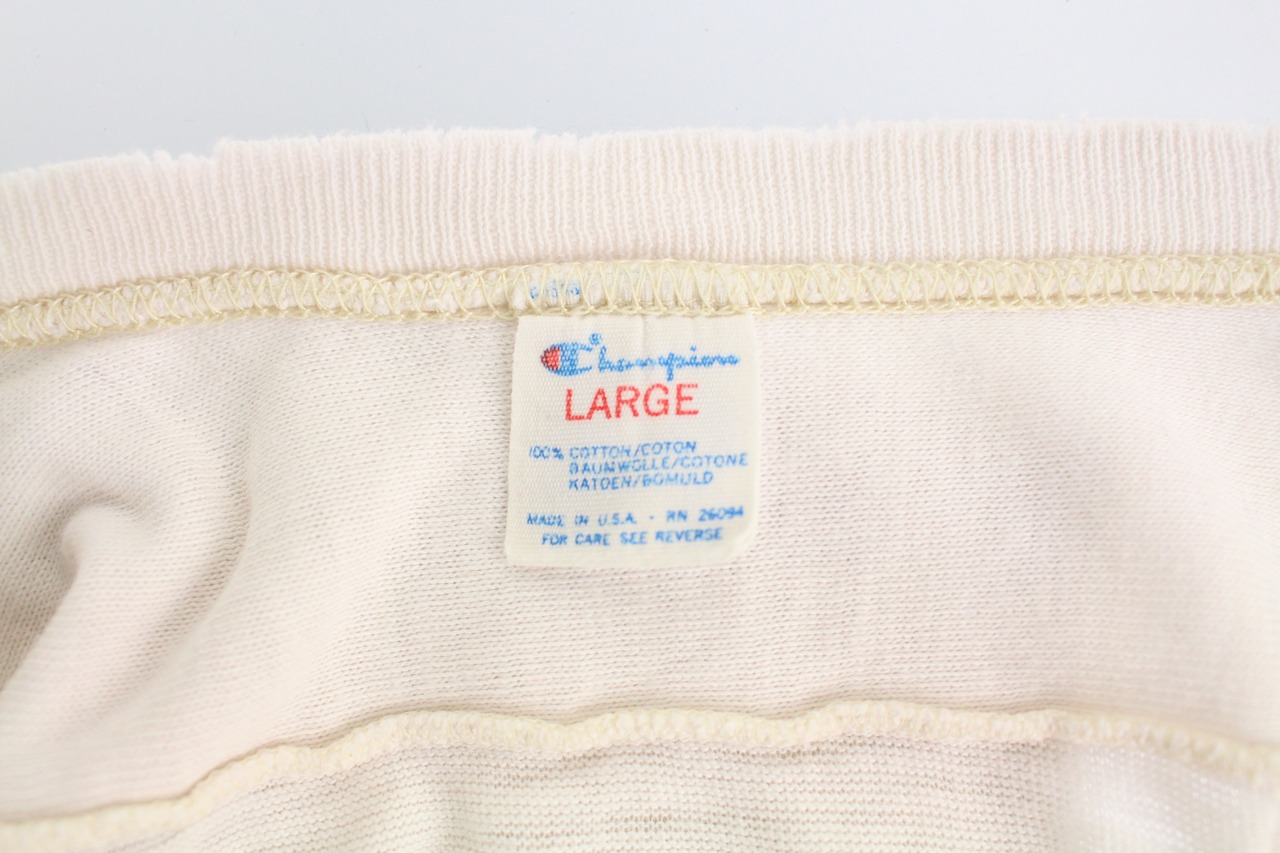 Champion®
LARGE
100% COTTON/COTON
BAUMWOLLE/COTONE
KATOEN/BOMULD
MADE IN U.S.A. - RN 26094
FOR CARE SEE REVERSE